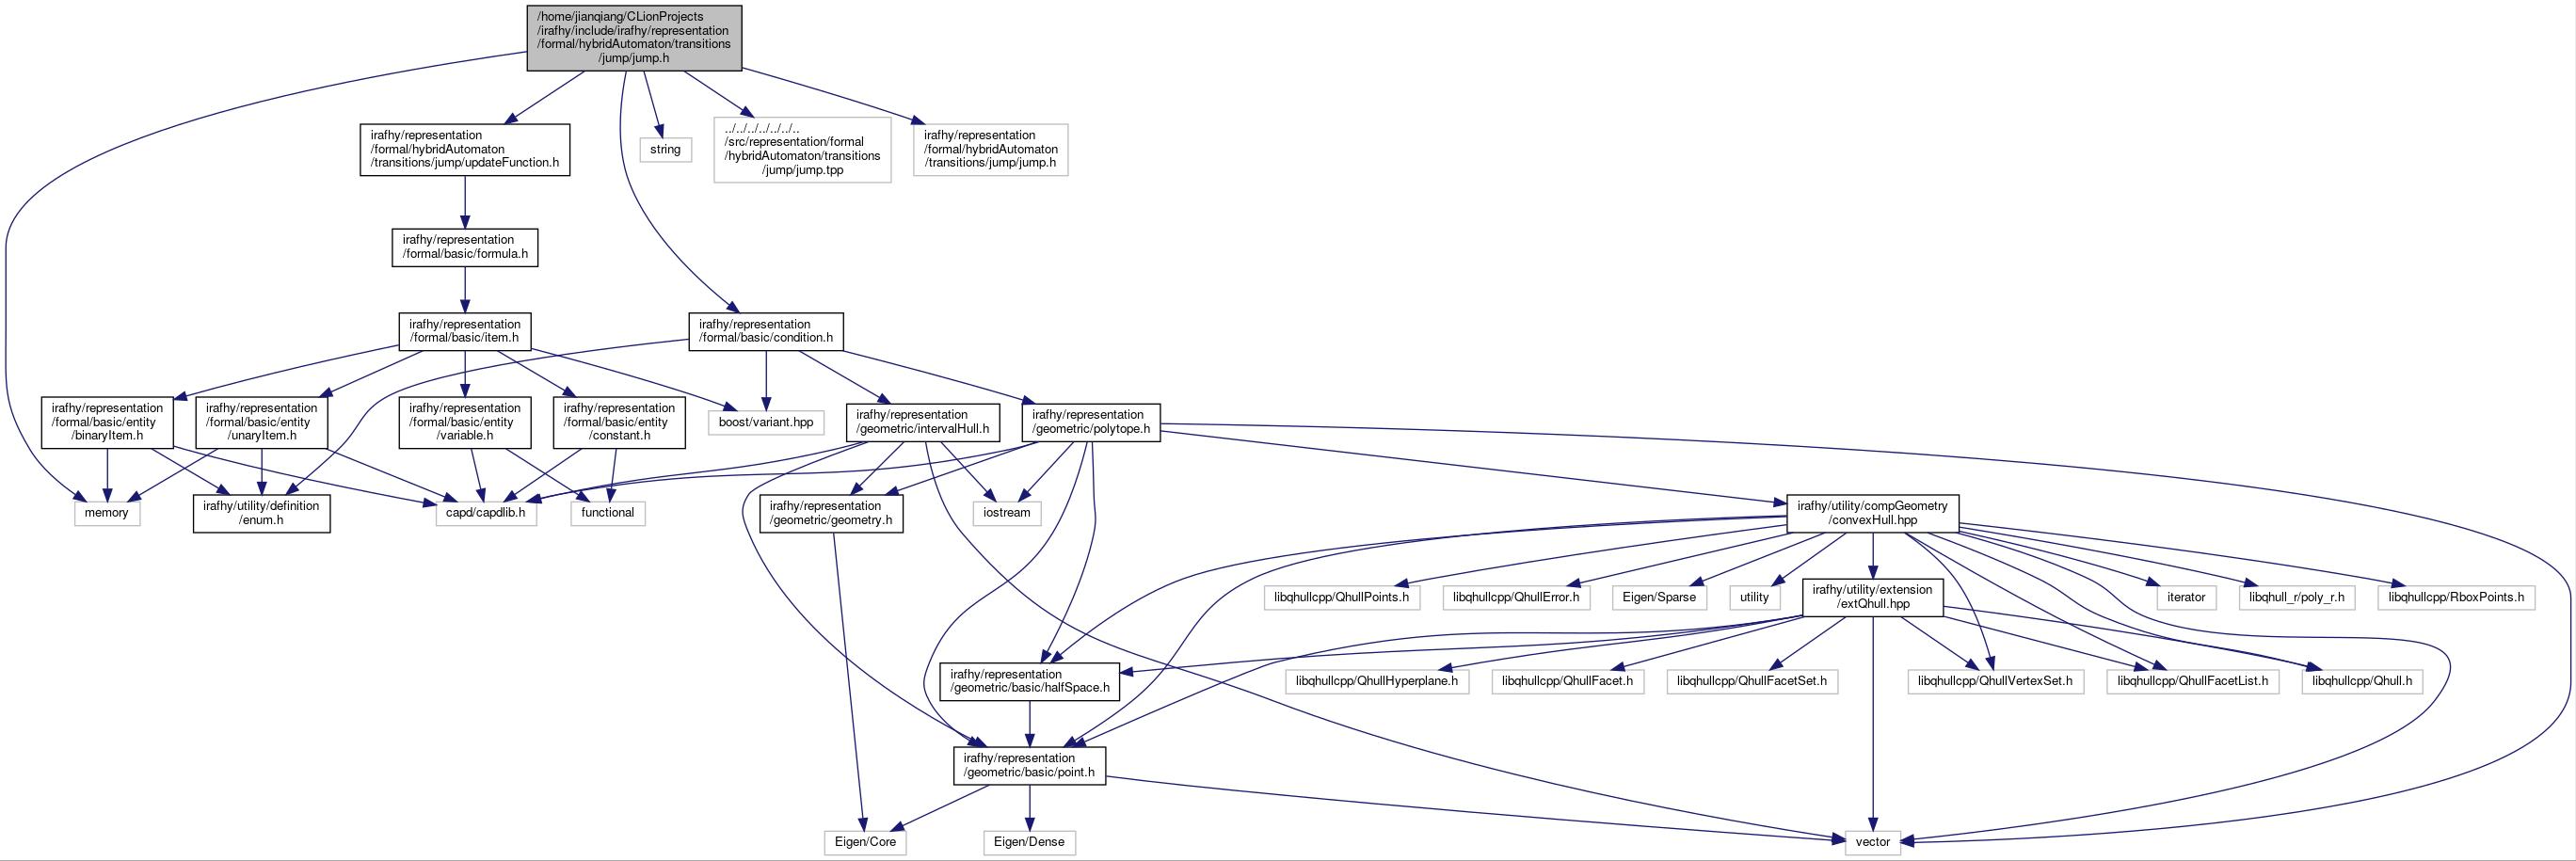 /home/jianqiang/CLionProjects
/irafhy/include/irafhy/representation
/formal/hybridAutomaton/transitions
/jump/jump.h
irafhy/representation
/formal/hybridAutomaton
/transitions/jump/updateFunction.h
string
../../../../../../..
/src/representation/formal
/hybridAutomaton/transitions
/jump/jump.tpp
irafhy/representation
/formal/hybridAutomaton
/transitions/jump/jump.h
irafhy/representation
/formal/basic/formula.h
irafhy/representation
/formal/basic/item.h
irafhy/representation
/formal/basic/condition.h
irafhy/representation
/formal/basic/entity
/binaryItem.h
irafhy/representation
/formal/basic/entity
/unaryItem.h
irafhy/representation
/formal/basic/entity
/variable.h
irafhy/representation
/formal/basic/entity
/constant.h
boost/variant.hpp
irafhy/representation
/geometric/intervalHull.h
irafhy/representation
/geometric/polytope.h
memory
irafhy/utility/definition
/enum.h
capd/capdlib.h
functional
irafhy/representation
/geometric/geometry.h
iostream
irafhy/utility/compGeometry
/convexHull.hpp
libqhullcpp/QhullPoints.h
libqhullcpp/QhullError.h
Eigen/Sparse
utility
irafhy/utility/extension
/extQhull.hpp
iterator
libqhull_r/poly_r.h
libqhullcpp/RboxPoints.h
irafhy/representation
/geometric/basic/halfSpace.h
libqhullcpp/QhullHyperplane.h
libqhullcpp/QhullFacet.h
libqhullcpp/QhullFacetSet.h
libqhullcpp/QhullVertexSet.h
libqhullcpp/QhullFacetList.h
libqhullcpp/Qhull.h
irafhy/representation
/geometric/basic/point.h
Eigen/Core
Eigen/Dense
vector